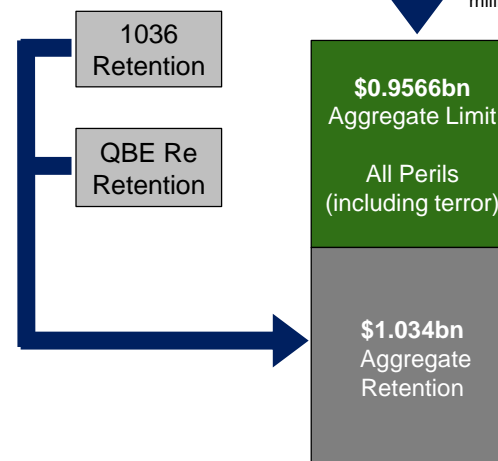 1036
Retention
QBE Re
Retention
$0.9566bn
Aggregate Limit
All Perils
(including terror)
$1.034bn
Aggregate
Retention